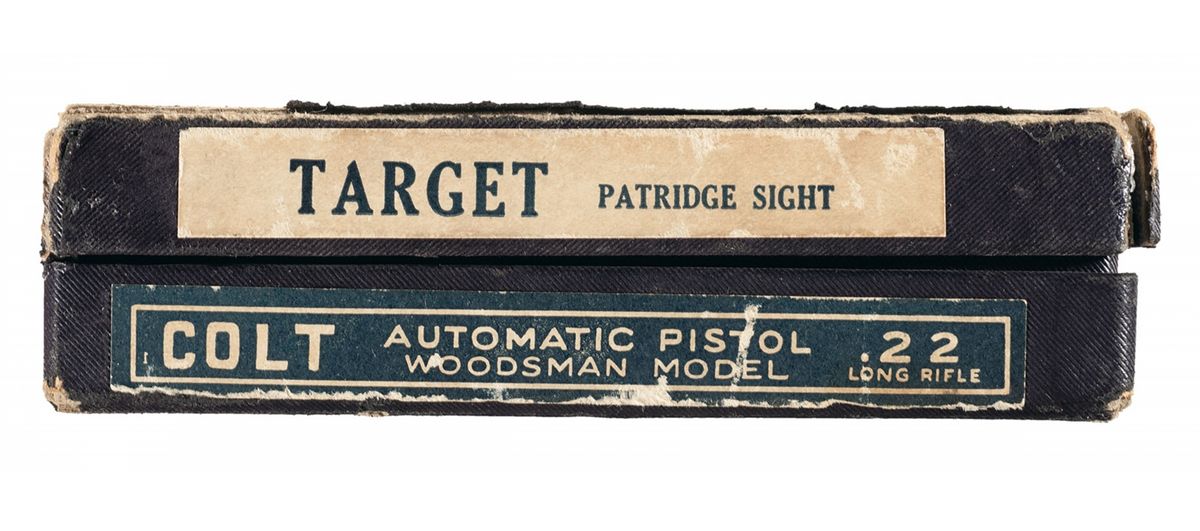 TARGET PATRIDGE SIGHT
COLT AUTOMATIC PISTOL .22
WOODSMAN MODEL LONG RIFLE